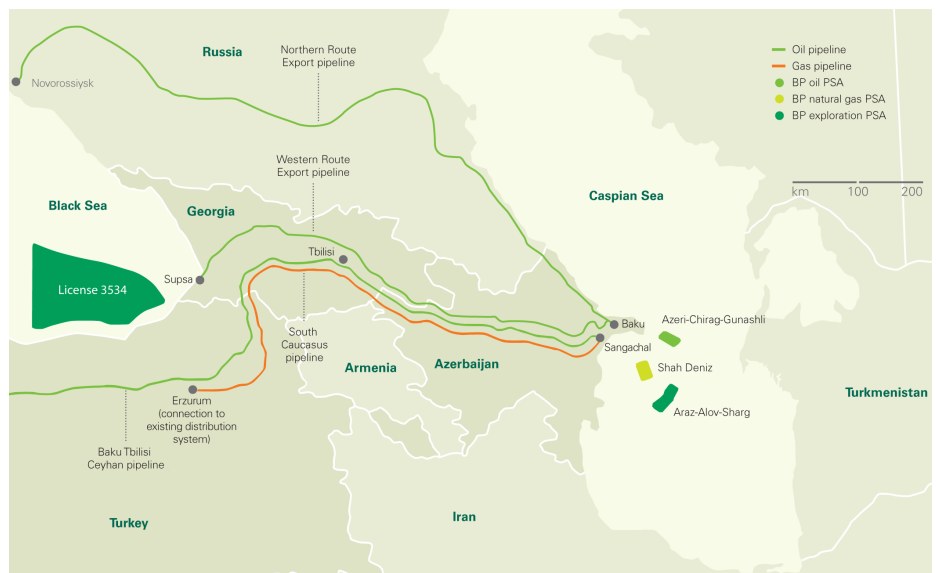 Russia
Northern Route
Export pipeline
Novorossiysk
Oil pipeline
Gas pipeline
BP oil PSA
BP natural gas PSA
BP exploration PSA
km 100 200
Western Route
Export pipeline
Caspian Sea
Black Sea
Georgia
Tbilisi
Supsa
License 3534
Baku
Azeri-Chirag-Gunashli
Sangachal
South
Caucasus
pipeline
Armenia
Azerbaijan
Shah Deniz
Araz-Alov-Sharg
Turkmenistan
Erzurum
(connection to
existing distribution
system)
Baku Tbilisi
Ceyhan pipeline
Turkey
Iran